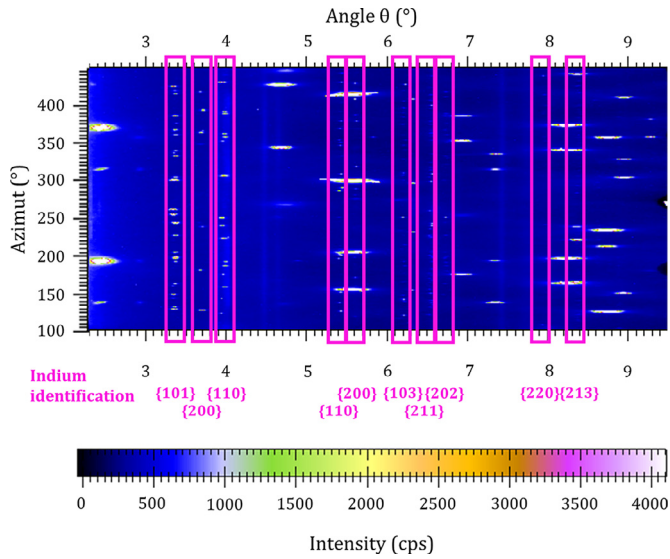 Angle θ (°)
3 4 5 6 7 8 9
Azimut (°)
400
350
300
250
200
150
100
3 4 5 6 7 8 9
Indium
identification
{101} {110} {200} {103} {202} {220} {213}
{200} {110} {211}
0 500 1000 1500 2000 2500 3000 3500 4000
Intensity (cps)